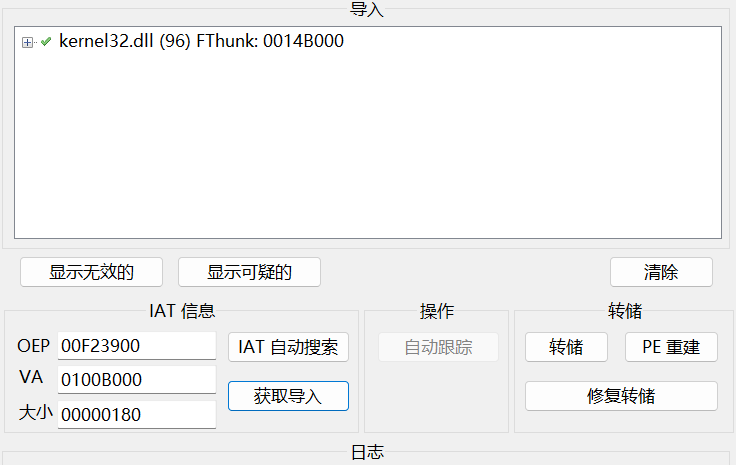 导入
kernel32.dll (96) FThunk: 0014B000
显示无效的 显示可疑的 清除
IAT 信息 操作 转储
OEP 00F23900 IAT 自动搜索 自动跟踪 转储 PE 重建
VA 0100B000
获取导入 修复转储
大小 00000180
日志